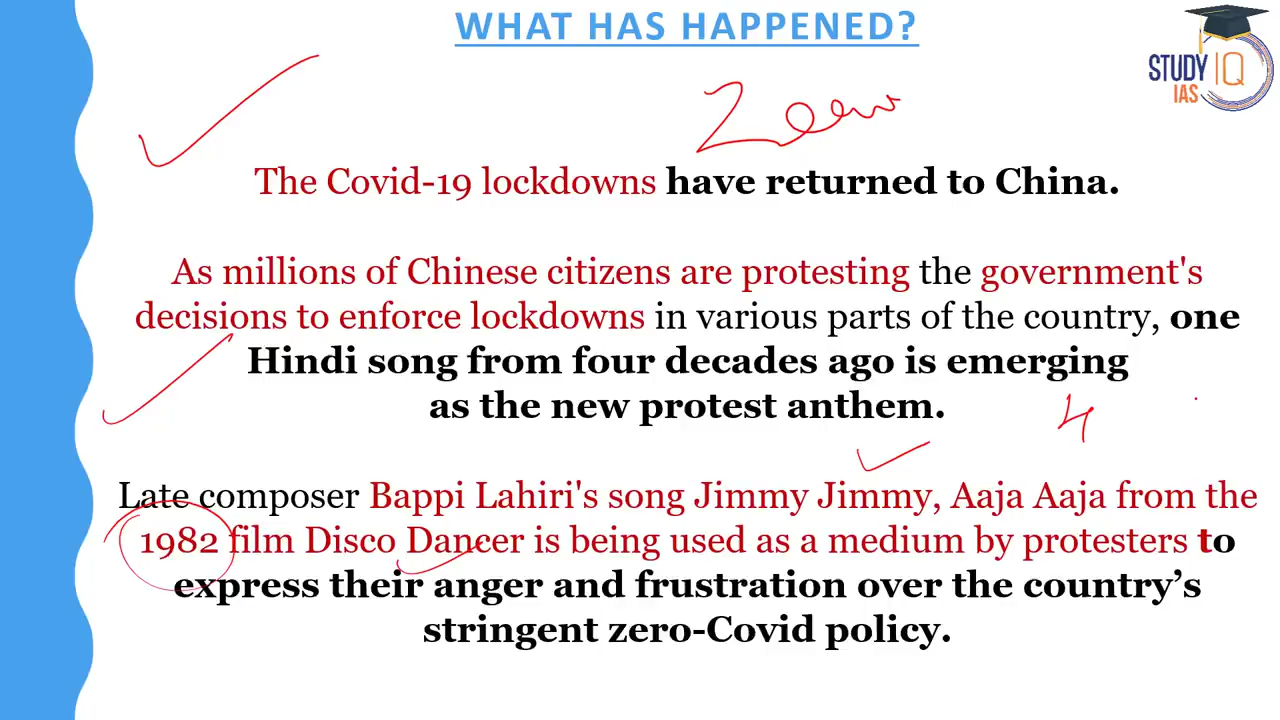 WHAT HAS HAPPENED?
STUDY IQ
IAS
The Covid-19 lockdowns have returned to China.
As millions of Chinese citizens are protesting the government's
decisions to enforce lockdowns in various parts of the country, one
Hindi song from four decades ago is emerging
as the new protest anthem.
4
Late composer Bappi Lahiri's song Jimmy Jimmy, Aaja Aaja from the
1982 film Disco Dancer is being used as a medium by protesters to
express their anger and frustration over the country’s
stringent zero-Covid policy.